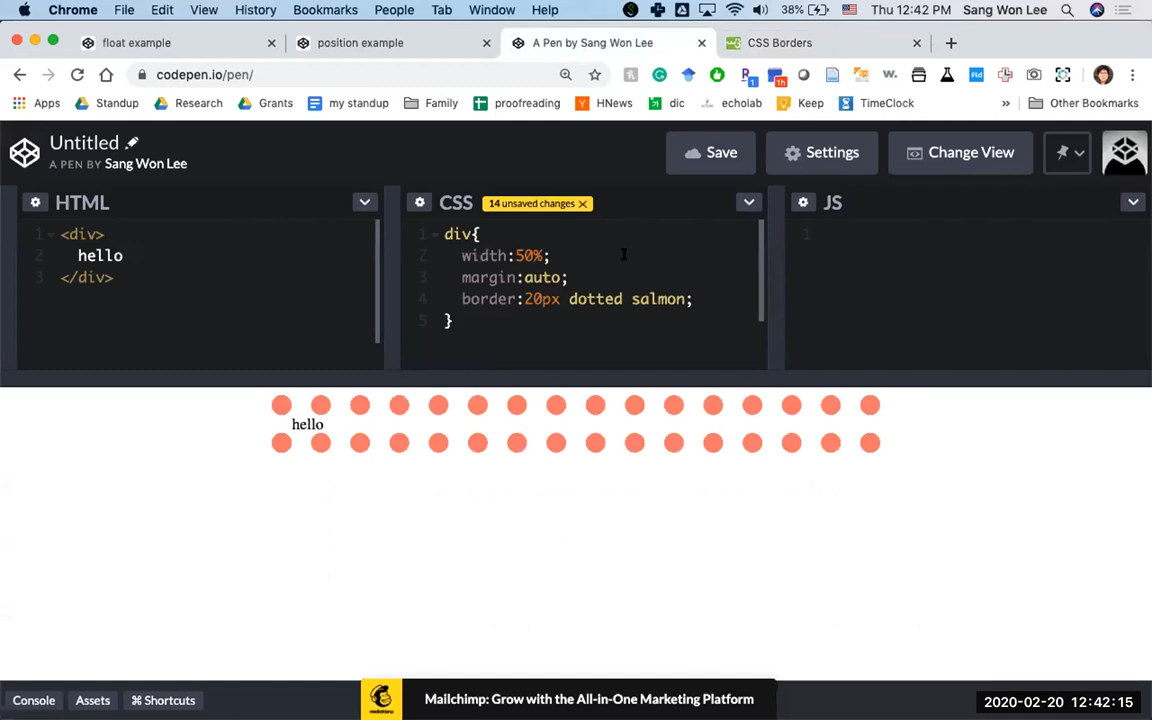 Chrome File Edit View History Bookmarks People Tab Window Help 38% Thu 12:42 PM Sang Won Lee
float example position example A Pen by Sang Won Lee CSS Borders
codepen.io/pen/
Apps Standup Research Grants my standup Family proofreading HNews dic echolab Keep TimeClock » Other Bookmarks
Untitled
A PEN BY Sang Won Lee
Save Settings Change View
HTML CSS 14 unsaved changes × JS
1 <div>
2 hello
3 </div>
1 div{
2 width:50%;
3 margin:auto;
4 border:20px dotted salmon;
5 }
1
hello
Console Assets ⌘ Shortcuts
Mailchimp: Grow with the All-in-One Marketing Platform
2020-02-20 12:42:15